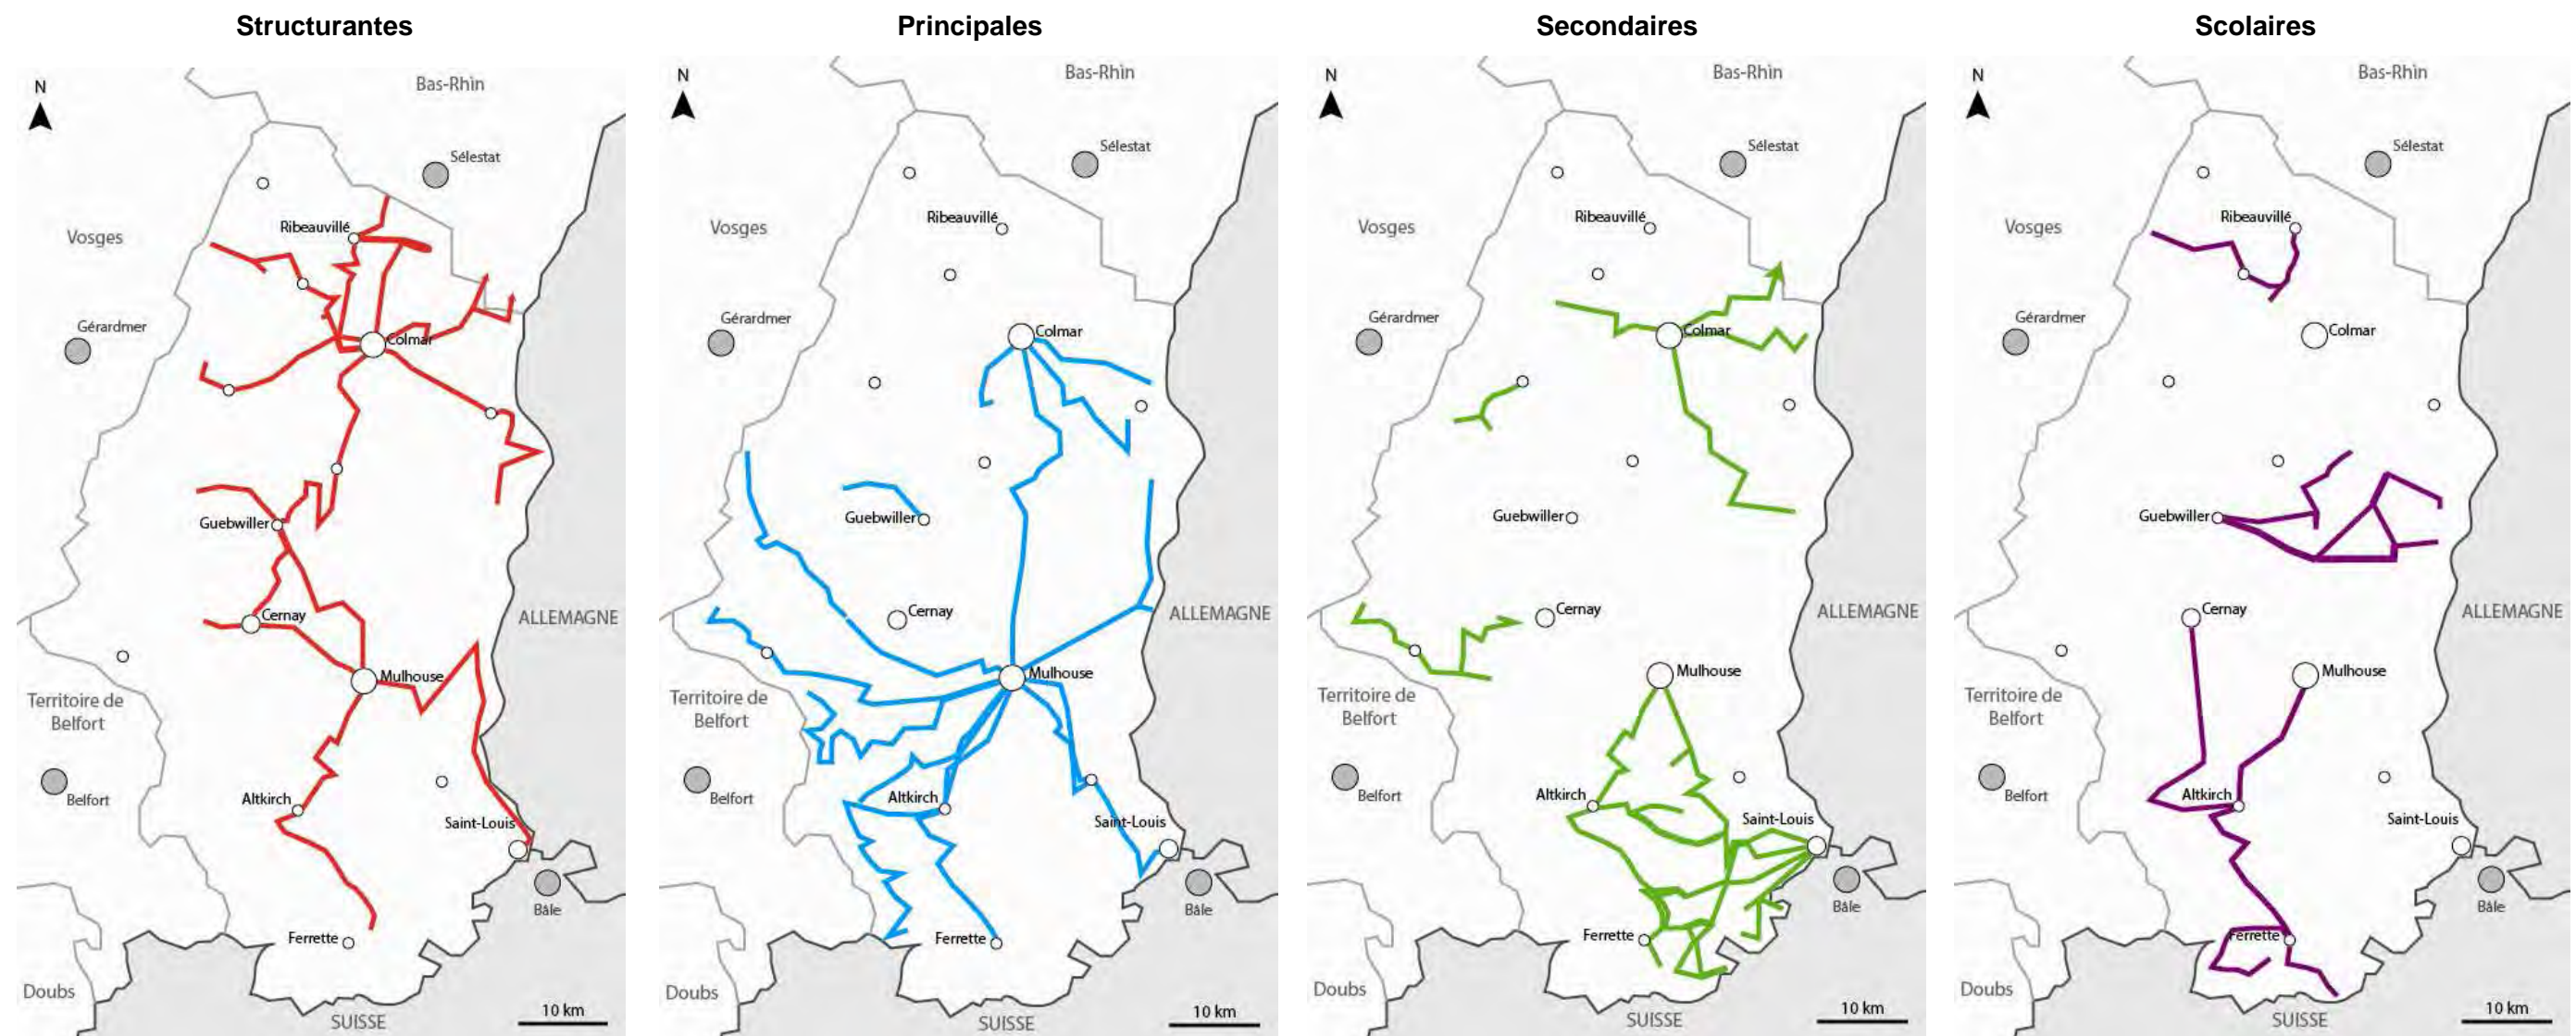 Structurantes
N
Bas-Rhin
Sélestat
Vosges
Ribeauvillé
Gérardmer
Colmar
Guebwiller
Cernay
ALLEMAGNE
Mulhouse
Territoire de
Belfort
Belfort
Altkirch
Saint-Louis
Bâle
Ferrette
Doubs
10 km
SUISSE
Principales
N
Bas-Rhin
Sélestat
Vosges
Ribeauvillé
Gérardmer
Colmar
Guebwiller
Cernay
ALLEMAGNE
Mulhouse
Territoire de
Belfort
Belfort
Altkirch
Saint-Louis
Bâle
Ferrette
Doubs
10 km
SUISSE
Secondaires
N
Bas-Rhin
Sélestat
Vosges
Ribeauvillé
Gérardmer
Colmar
Guebwiller
Cernay
ALLEMAGNE
Mulhouse
Territoire de
Belfort
Belfort
Altkirch
Saint-Louis
Bâle
Ferrette
Doubs
10 km
SUISSE
Scolaires
N
Bas-Rhin
Sélestat
Vosges
Ribeauvillé
Gérardmer
Colmar
Guebwiller
Cernay
ALLEMAGNE
Mulhouse
Territoire de
Belfort
Belfort
Altkirch
Saint-Louis
Bâle
Ferrette
Doubs
10 km
SUISSE